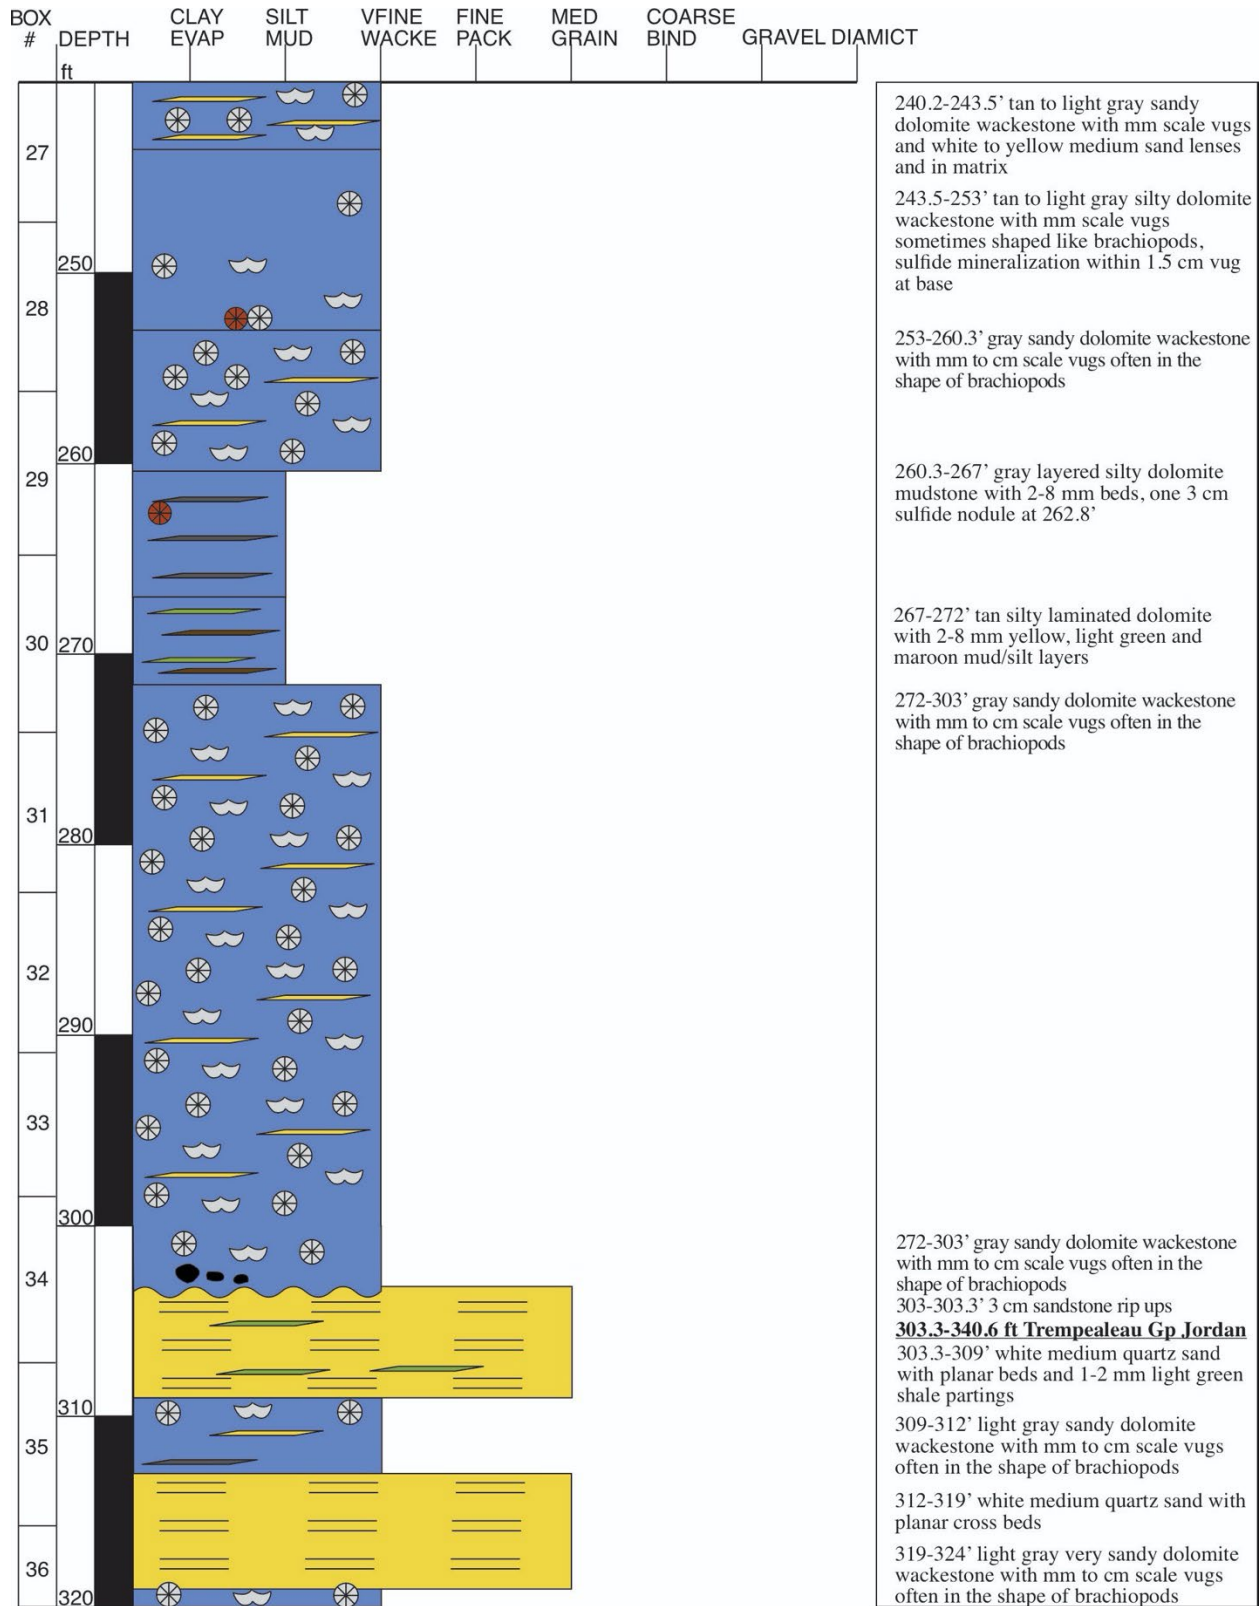 BOX
#
DEPTH
ft
CLAY
EVAP
SILT
MUD
VFINE
WACKE
FINE
PACK
MED
GRAIN
COARSE
BIND
GRAVEL
DIAMICT
27
28
29
30
31
32
33
34
35
36
250
260
270
280
290
300
310
320
240.2-243.5’ tan to light gray sandy
dolomite wackestone with mm scale vugs
and white to yellow medium sand lenses
and in matrix
243.5-253’ tan to light gray silty dolomite
wackestone with mm scale vugs
sometimes shaped like brachiopods,
sulfide mineralization within 1.5 cm vug
at base
253-260.3’ gray sandy dolomite wackestone
with mm to cm scale vugs often in the
shape of brachiopods
260.3-267’ gray layered silty dolomite
mudstone with 2-8 mm beds, one 3 cm
sulfide nodule at 262.8’
267-272’ tan silty laminated dolomite
with 2-8 mm yellow, light green and
maroon mud/silt layers
272-303’ gray sandy dolomite wackestone
with mm to cm scale vugs often in the
shape of brachiopods
272-303’ gray sandy dolomite wackestone
with mm to cm scale vugs often in the
shape of brachiopods
303-303.3’ 3 cm sandstone rip ups
303.3-340.6 ft Trempealeau Gp Jordan
303.3-309’ white medium quartz sand
with planar beds and 1-2 mm light green
shale partings
309-312’ light gray sandy dolomite
wackestone with mm to cm scale vugs
often in the shape of brachiopods
312-319’ white medium quartz sand with
planar cross beds
319-324’ light gray very sandy dolomite
wackestone with mm to cm scale vugs
often in the shape of brachiopods